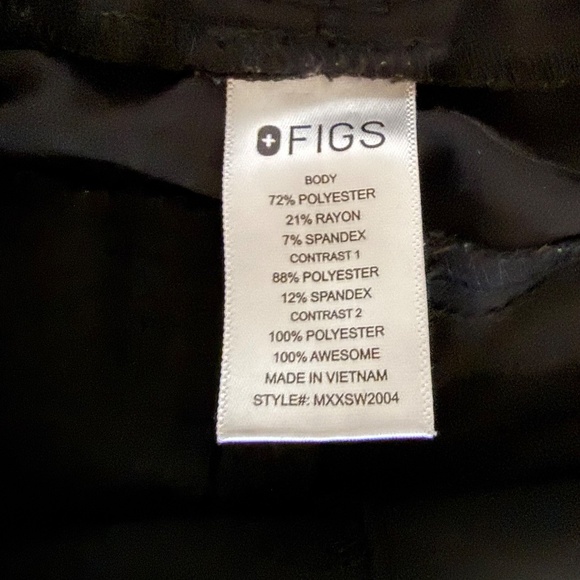 FIGS
BODY
72% POLYESTER
21% RAYON
7% SPANDEX
CONTRAST 1
88% POLYESTER
12% SPANDEX
CONTRAST 2
100% POLYESTER
100% AWESOME
MADE IN VIETNAM
STYLE#: MXXSW2004